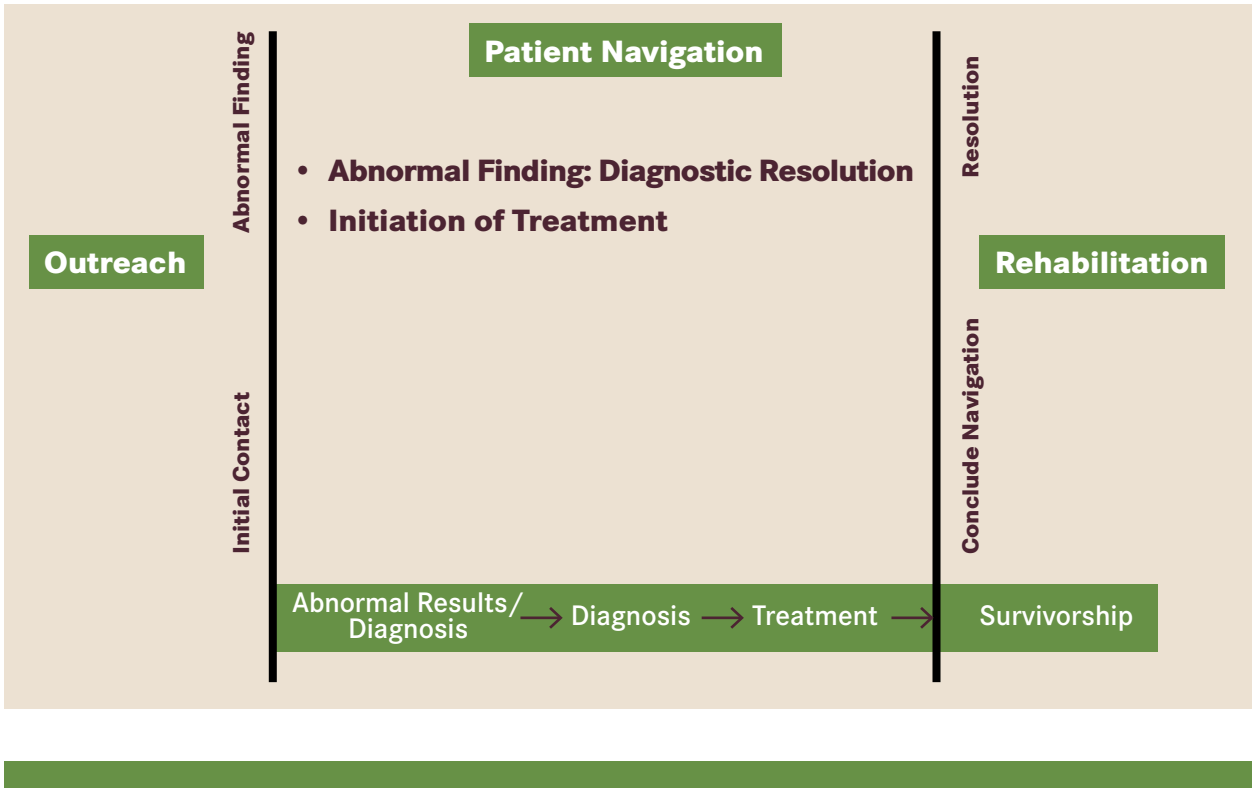 Patient Navigation
Abnormal Finding
Resolution
• Abnormal Finding: Diagnostic Resolution
• Initiation of Treatment
Outreach
Rehabilitation
Initial Contact
Conclude Navigation
Abnormal Results/
Diagnosis
→ Diagnosis → Treatment → Survivorship